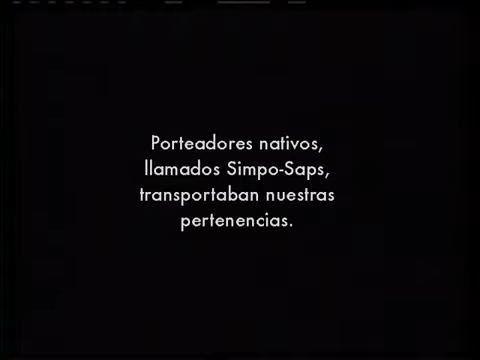 Porteadores nativos,
llamados Simpo-Saps,
transportaban nuestras
pertenencias.